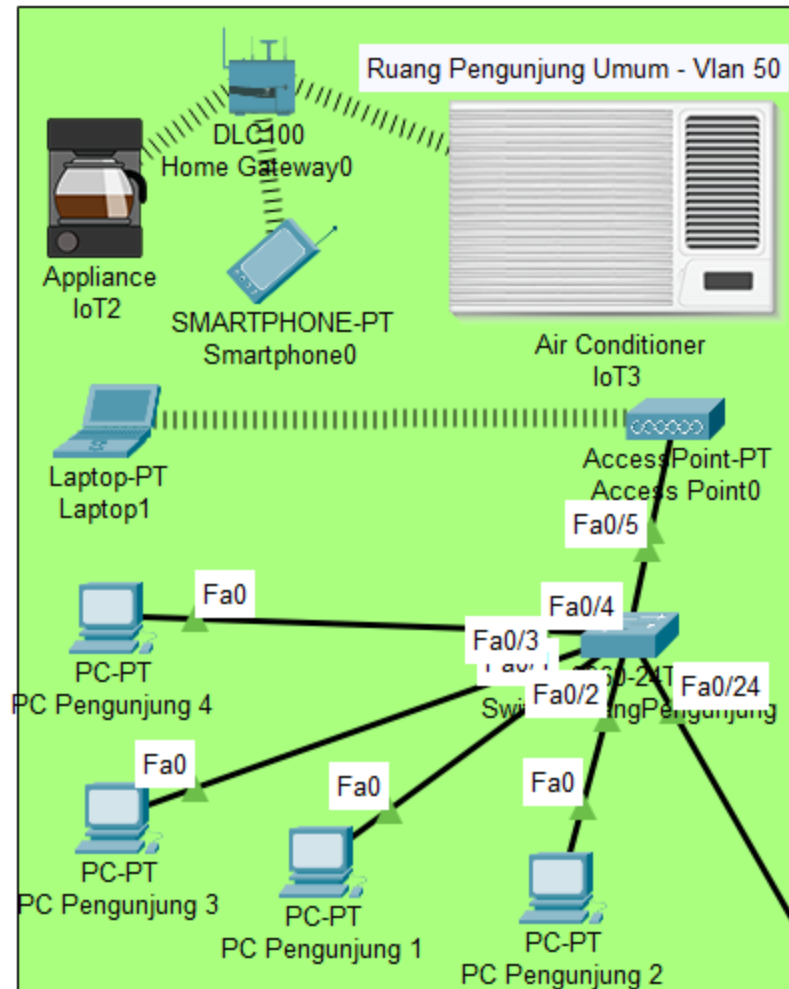 Ruang Pengunjung Umum - Vlan 50
DLC100
Home Gateway0
Appliance
IoT2
SMARTPHONE-PT
Smartphone0
Air Conditioner
IoT3
Laptop-PT
Laptop1
AccessPoint-PT
Access Point0
Fa0/5
Fa0
Fa0/4
Fa0/3
Fa0/1
Fa0/2
Fa0/24
PC-PT
PC Pengunjung 4
Fa0
PC-PT
PC Pengunjung 3
Fa0
PC-PT
PC Pengunjung 1
Fa0
PC-PT
PC Pengunjung 2